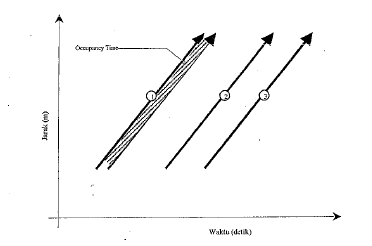 Occupancy Time
1
2
3
Jarak (m)
Waktu (detik)